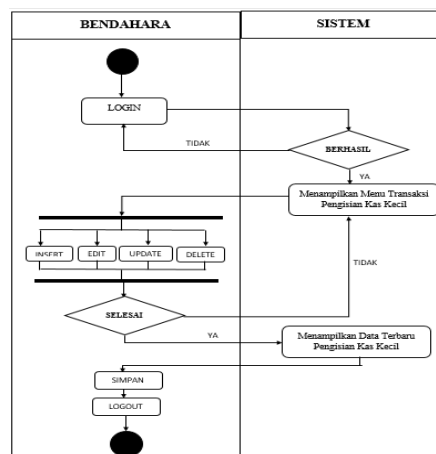 BENDAHARA
SISTEM
LOGIN
TIDAK
BERHASIL
YA
Menampilkan Menu Transaksi
Pengisian Kas Kecil
INSERT
EDIT
UPDATE
DELETE
TIDAK
SELESAI
YA
Menampilkan Data Terbaru
Pengisian Kas Kecil
SIMPAN
LOGOUT